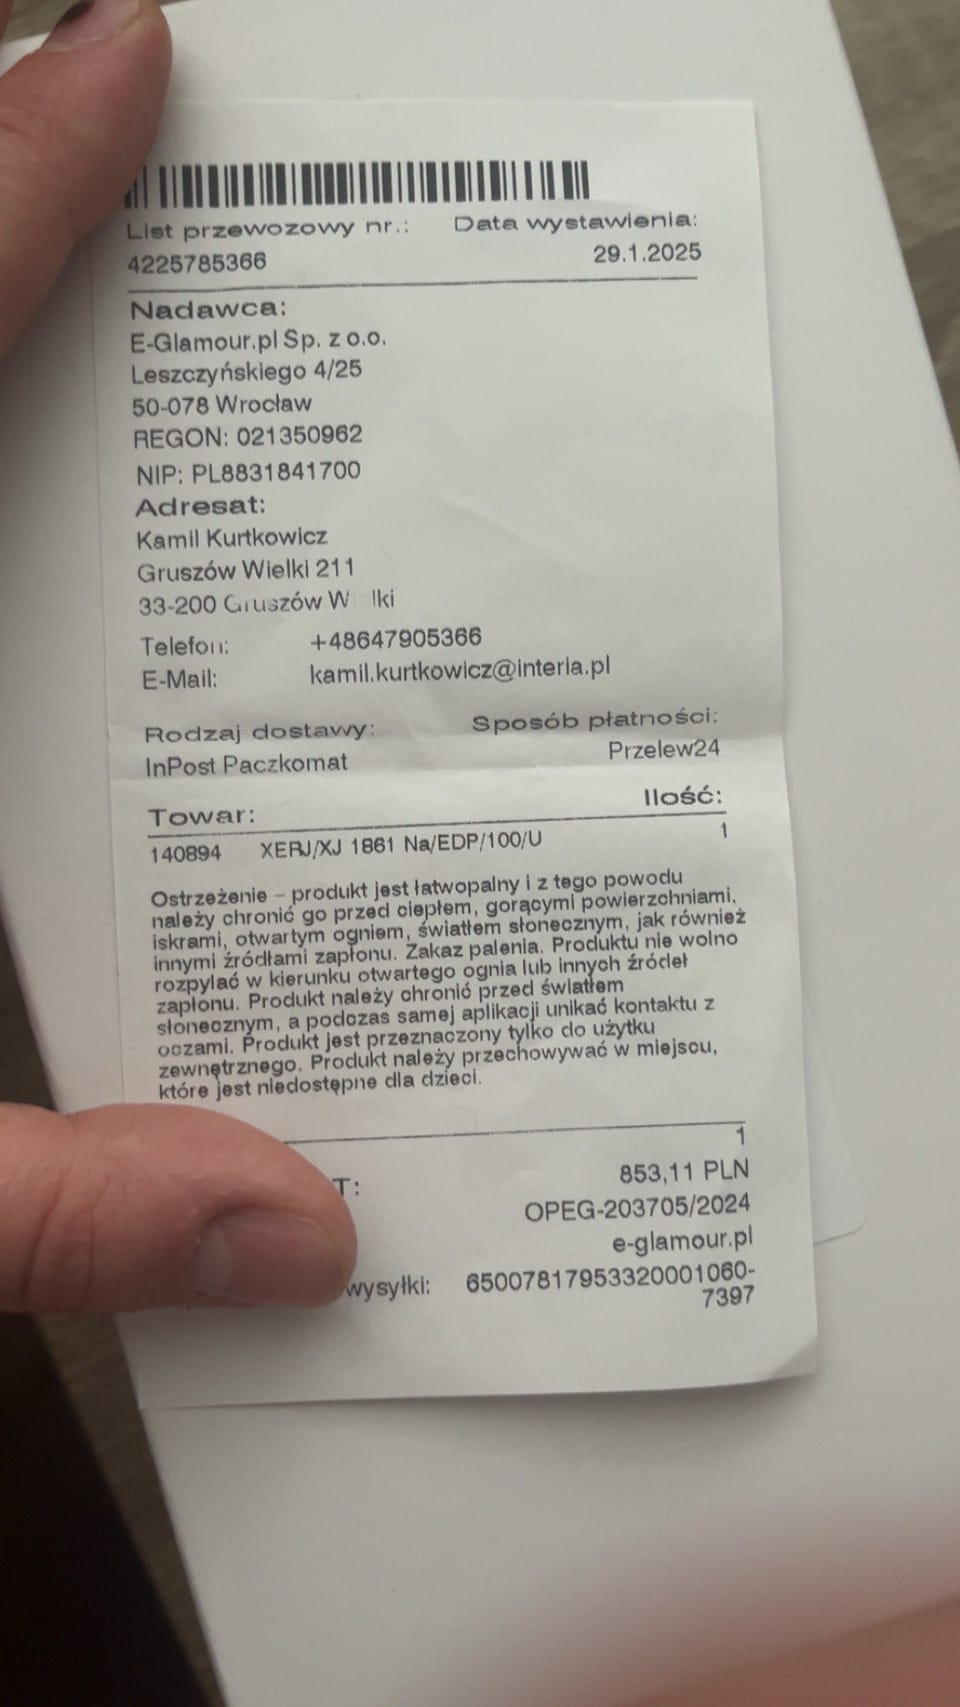 List przewozowy nr.: Data wystawienia:
4225785366 29.1.2025
Nadawca:
E-Glamour.pl Sp. z o.o.
Leszczyńskiego 4/25
50-078 Wrocław
REGON: 021350962
NIP: PL8831841700
Adresat:
Kamil Kurtkowicz
Gruszów Wielki 211
33-200 Gruszów W lki
Telefon: +48647905366
E-Mail: kamil.kurtkowicz@interia.pl
Rodzaj dostawy: Sposób płatności:
InPost Paczkomat Przelew24
Towar: Ilość:
140894 XERJ/XJ 1861 Na/EDP/100/U 1
Ostrzeżenie – produkt jest łatwopalny i z tego powodu
należy chronić go przed ciepłem, gorącymi powierzchniami,
iskrami, otwartym ogniem, światłem słonecznym, jak również
innymi źródłami zapłonu. Zakaz palenia. Produktu nie wolno
rozpylać w kierunku otwartego ognia lub innych źródeł
zapłonu. Produkt należy chronić przed światłem
słonecznym, a podczas samej aplikacji unikać kontaktu z
oczami. Produkt jest przeznaczony tylko do użytku
zewnętrznego. Produkt należy przechowywać w miejscu,
które jest niedostępne dla dzieci.
1
T: 853,11 PLN
OPEG-203705/2024
e-glamour.pl
wysyłki: 65007817953320001060-
7397